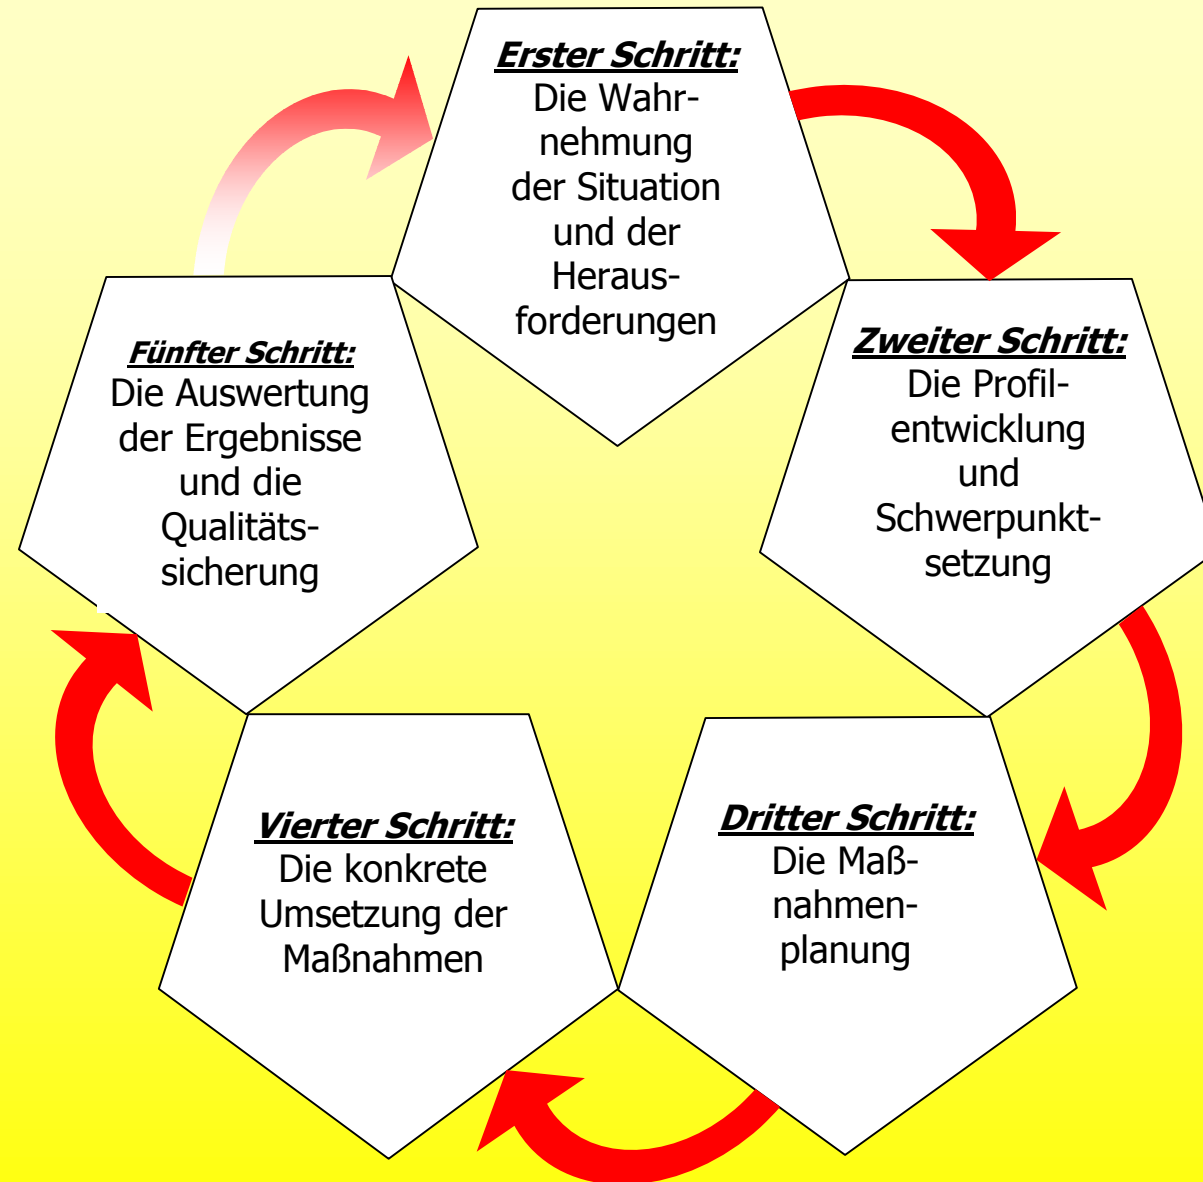 Erster Schritt:
Die Wahr-
nehmung
der Situation
und der
Heraus-
forderungen
Zweiter Schritt:
Die Profil-
entwicklung
und
Schwerpunkt-
setzung
Dritter Schritt:
Die Maß-
nahmen-
planung
Vierter Schritt:
Die konkrete
Umsetzung der
Maßnahmen
Fünfter Schritt:
Die Auswertung
der Ergebnisse
und die
Qualitäts-
sicherung